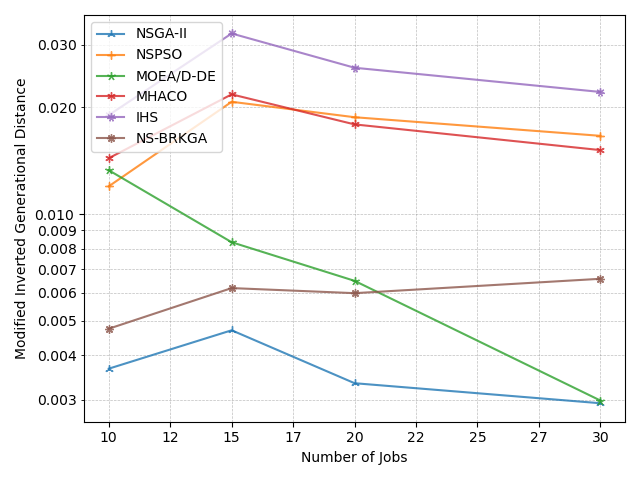 NSGA-II
NSPSO
MOEA/D-DE
MHACO
IHS
NS-BRKGA
Modified Inverted Generational Distance
0.030
0.020
0.010
0.009
0.008
0.007
0.006
0.005
0.004
0.003
10 12 15 17 20 22 25 27 30
Number of Jobs